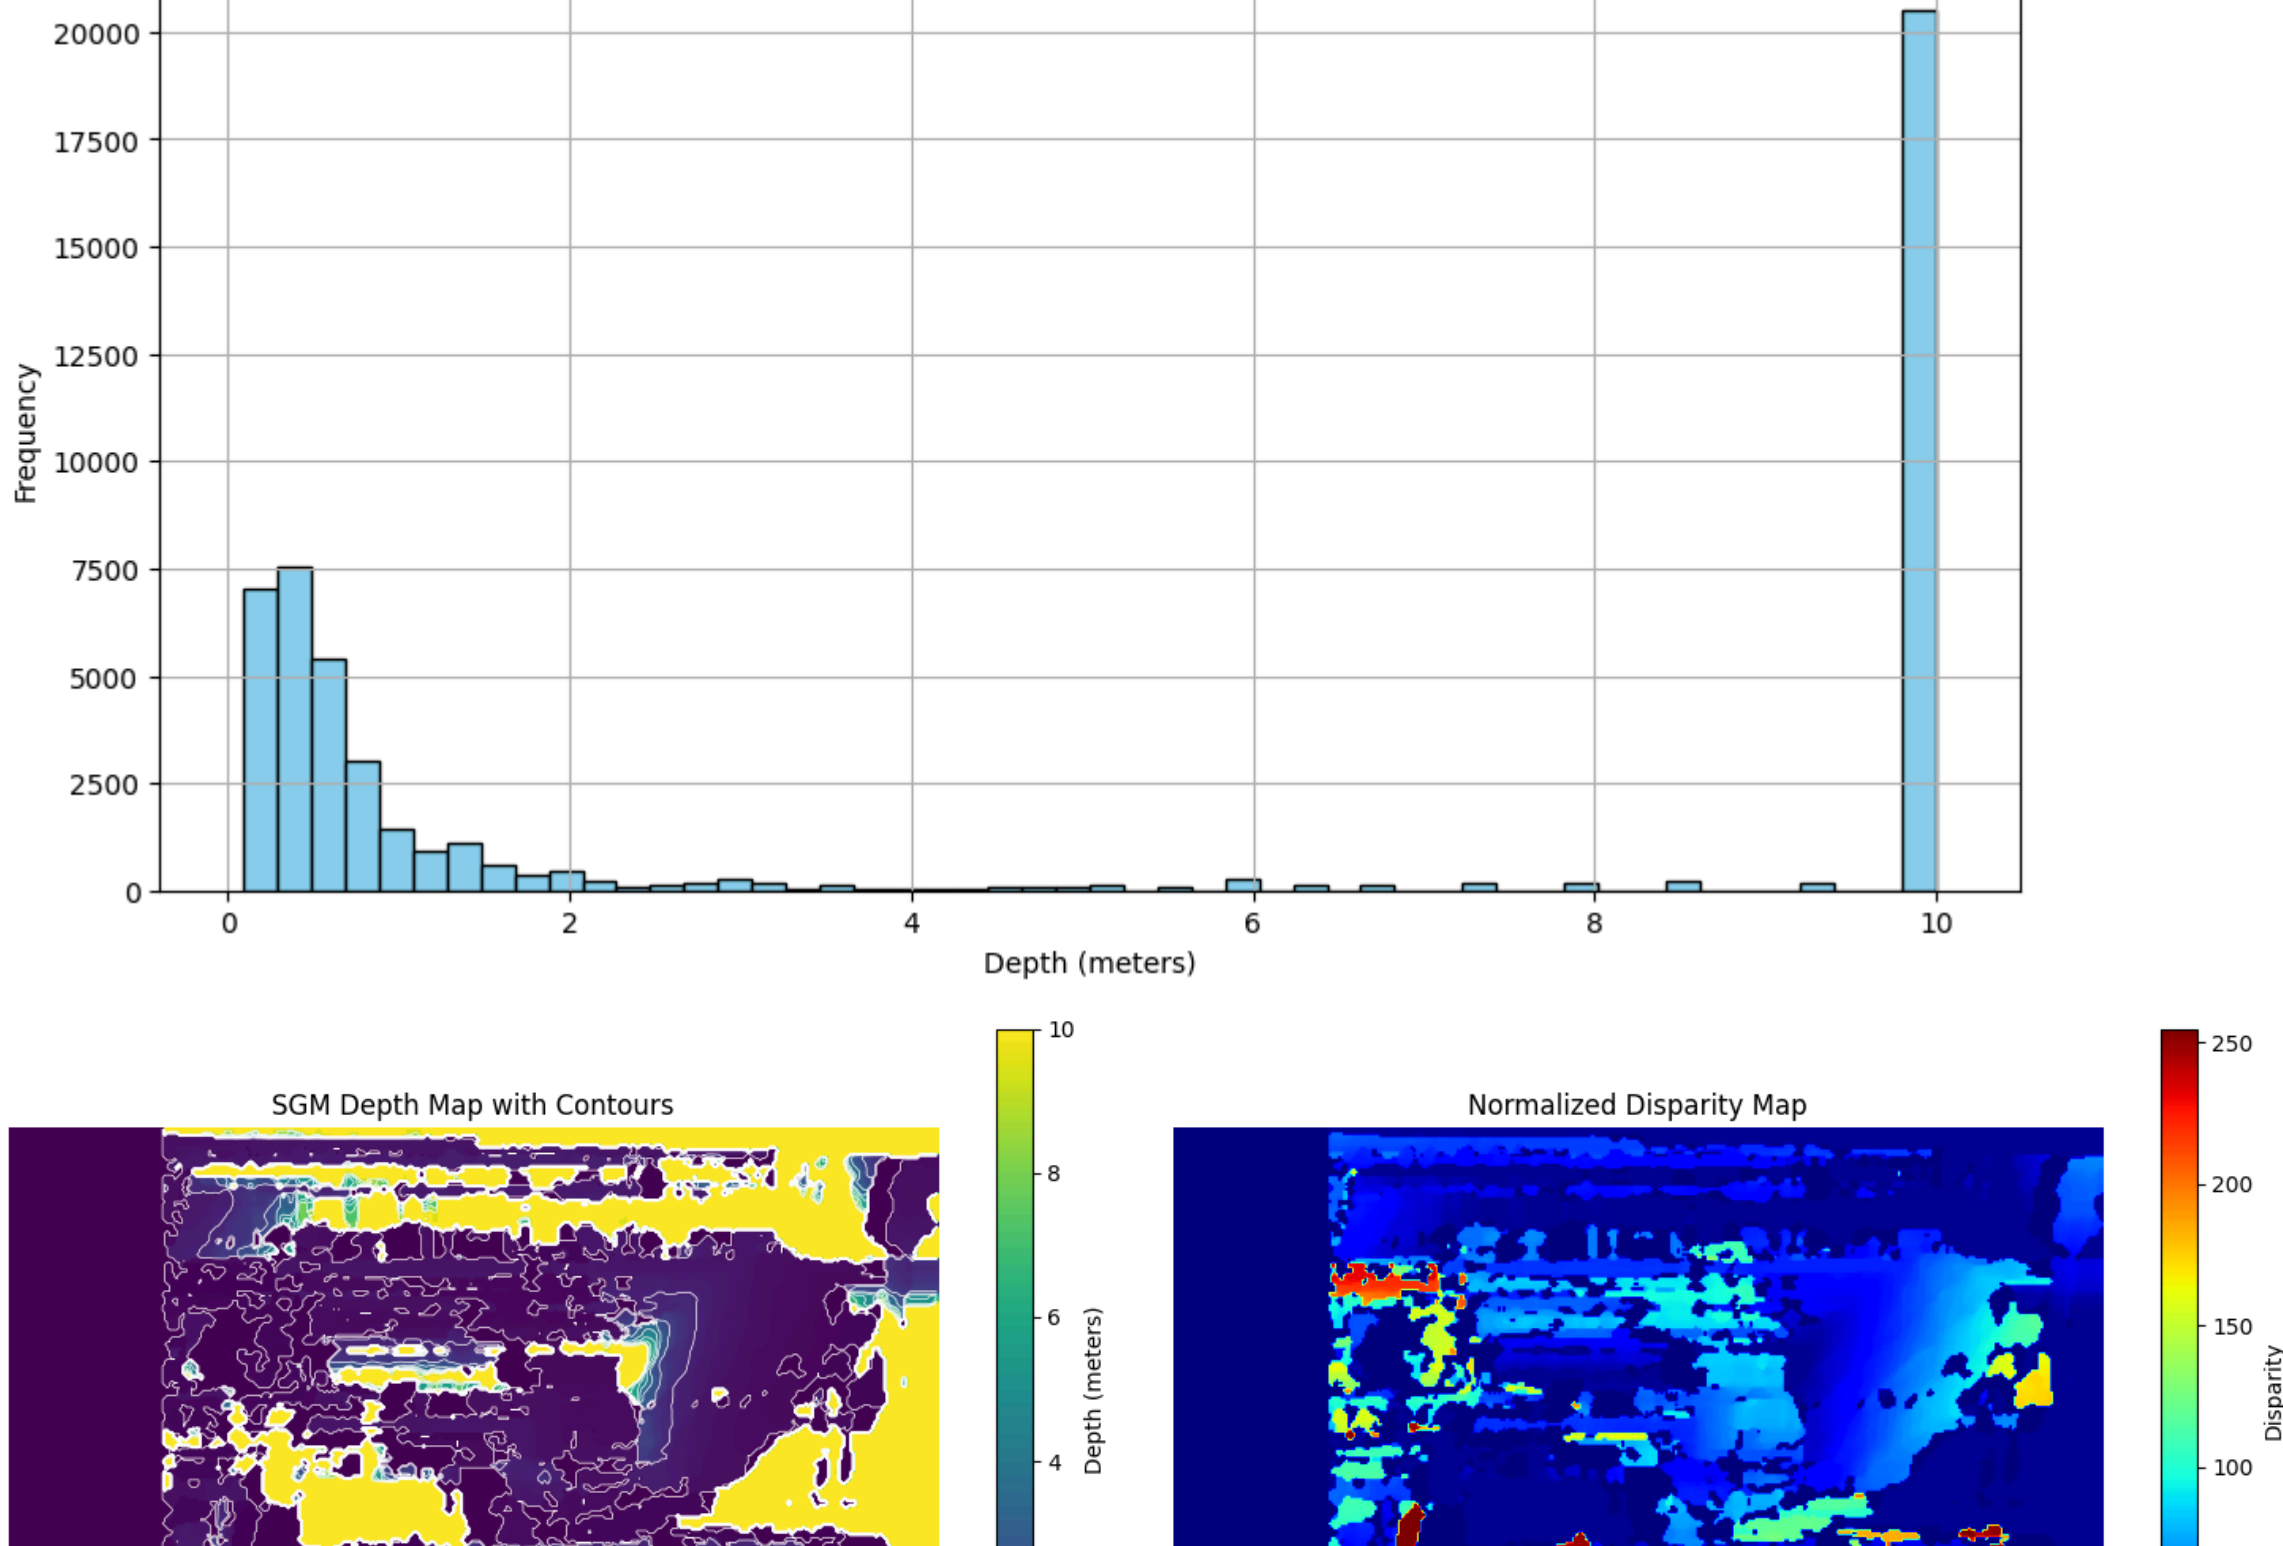 20000
17500
15000
12500
10000
7500
5000
2500
0
Frequency
0 2 4 6 8 10
Depth (meters)
SGM Depth Map with Contours
10
8
6
4
Depth (meters)
Normalized Disparity Map
250
200
150
100
Disparity